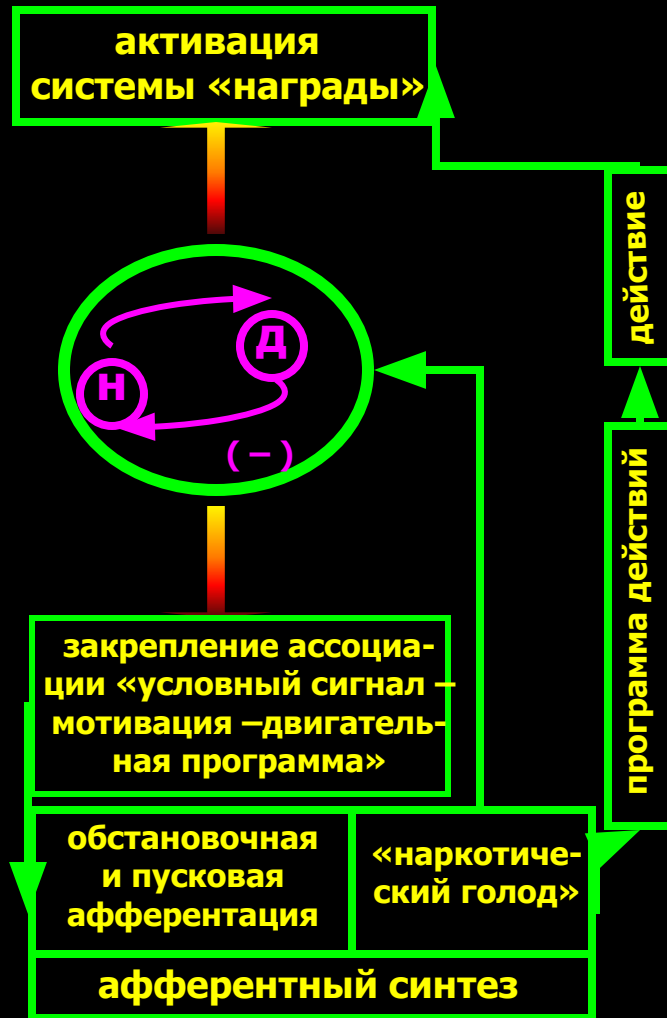 активация
системы «награды»
действие
Д
Н
( – )
программа действий
закрепление ассоциа-
ции «условный сигнал –
мотивация –двигатель-
ная программа»
обстановочная
и пусковая
афферентация
«наркотиче-
ский голод»
афферентный синтез